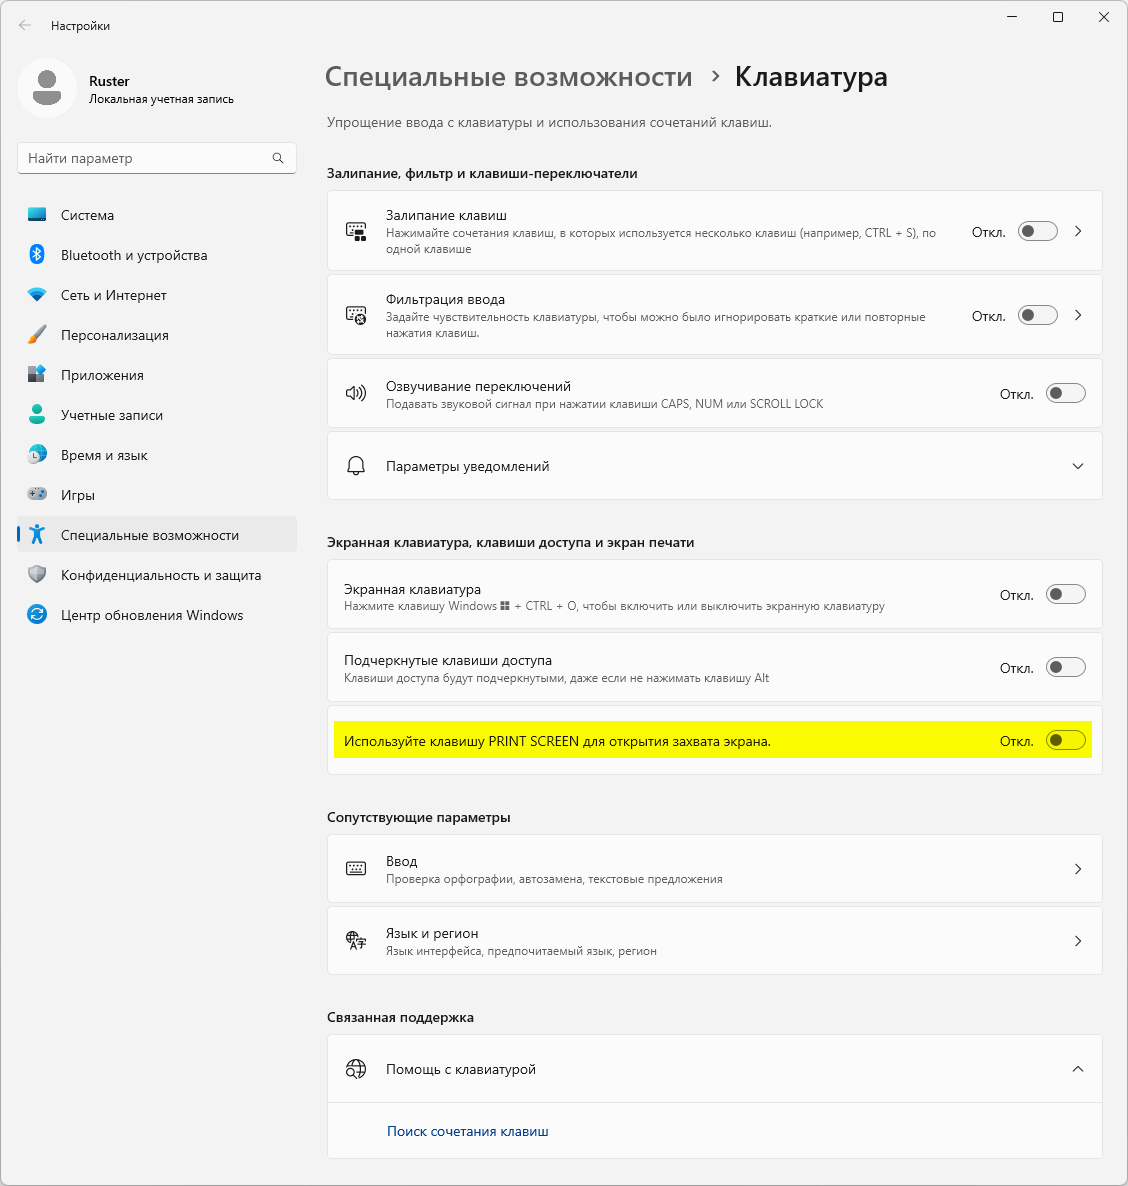 Настройки
Ruster
Локальная учетная запись
Найти параметр
Система
Bluetooth и устройства
Сеть и Интернет
Персонализация
Приложения
Учетные записи
Время и язык
Игры
Специальные возможности
Конфиденциальность и защита
Центр обновления Windows
Специальные возможности > Клавиатура
Упрощение ввода с клавиатуры и использования сочетаний клавиш.
Залипание, фильтр и клавиши-переключатели
Залипание клавиш
Нажимайте сочетания клавиш, в которых используется несколько клавиш (например, CTRL + S), по
одной клавише
Откл.
Фильтрация ввода
Задайте чувствительность клавиатуры, чтобы можно было игнорировать краткие или повторные
нажатия клавиш.
Откл.
Озвучивание переключений
Подавать звуковой сигнал при нажатии клавиши CAPS, NUM или SCROLL LOCK
Откл.
Параметры уведомлений
Экранная клавиатура, клавиши доступа и экран печати
Экранная клавиатура
Нажмите клавишу Windows + CTRL + O, чтобы включить или выключить экранную клавиатуру
Откл.
Подчеркнутые клавиши доступа
Клавиши доступа будут подчеркнутыми, даже если не нажимать клавишу Alt
Откл.
Используйте клавишу PRINT SCREEN для открытия захвата экрана.
Откл.
Сопутствующие параметры
Ввод
Проверка орфографии, автозамена, текстовые предложения
Язык и регион
Язык интерфейса, предпочитаемый язык, регион
Связанная поддержка
Помощь с клавиатурой
Поиск сочетания клавиш